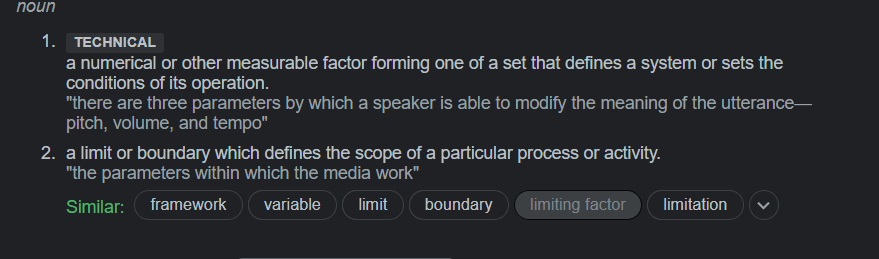 noun
1. TECHNICAL
a numerical or other measurable factor forming one of a set that defines a system or sets the
conditions of its operation.
"there are three parameters by which a speaker is able to modify the meaning of the utterance—
pitch, volume, and tempo"
2. a limit or boundary which defines the scope of a particular process or activity.
"the parameters within which the media work"
Similar: framework variable limit boundary limiting factor limitation